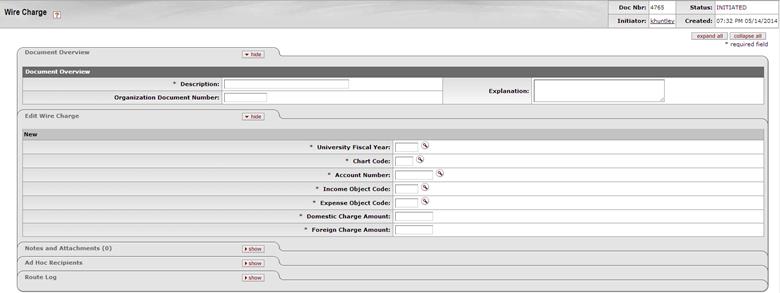 Wire Charge ?
Doc Nbr: 4765 Status: INITIATED
Initiator: khuntley Created: 07:32 PM 05/14/2014
expand all collapse all
* required field
Document Overview hide
Document Overview
* Description: Explanation:
Organization Document Number:
Edit Wire Charge hide
New
* University Fiscal Year:
* Chart Code:
* Account Number:
* Income Object Code:
* Expense Object Code:
* Domestic Charge Amount:
* Foreign Charge Amount:
Notes and Attachments (0) show
Ad Hoc Recipients show
Route Log show